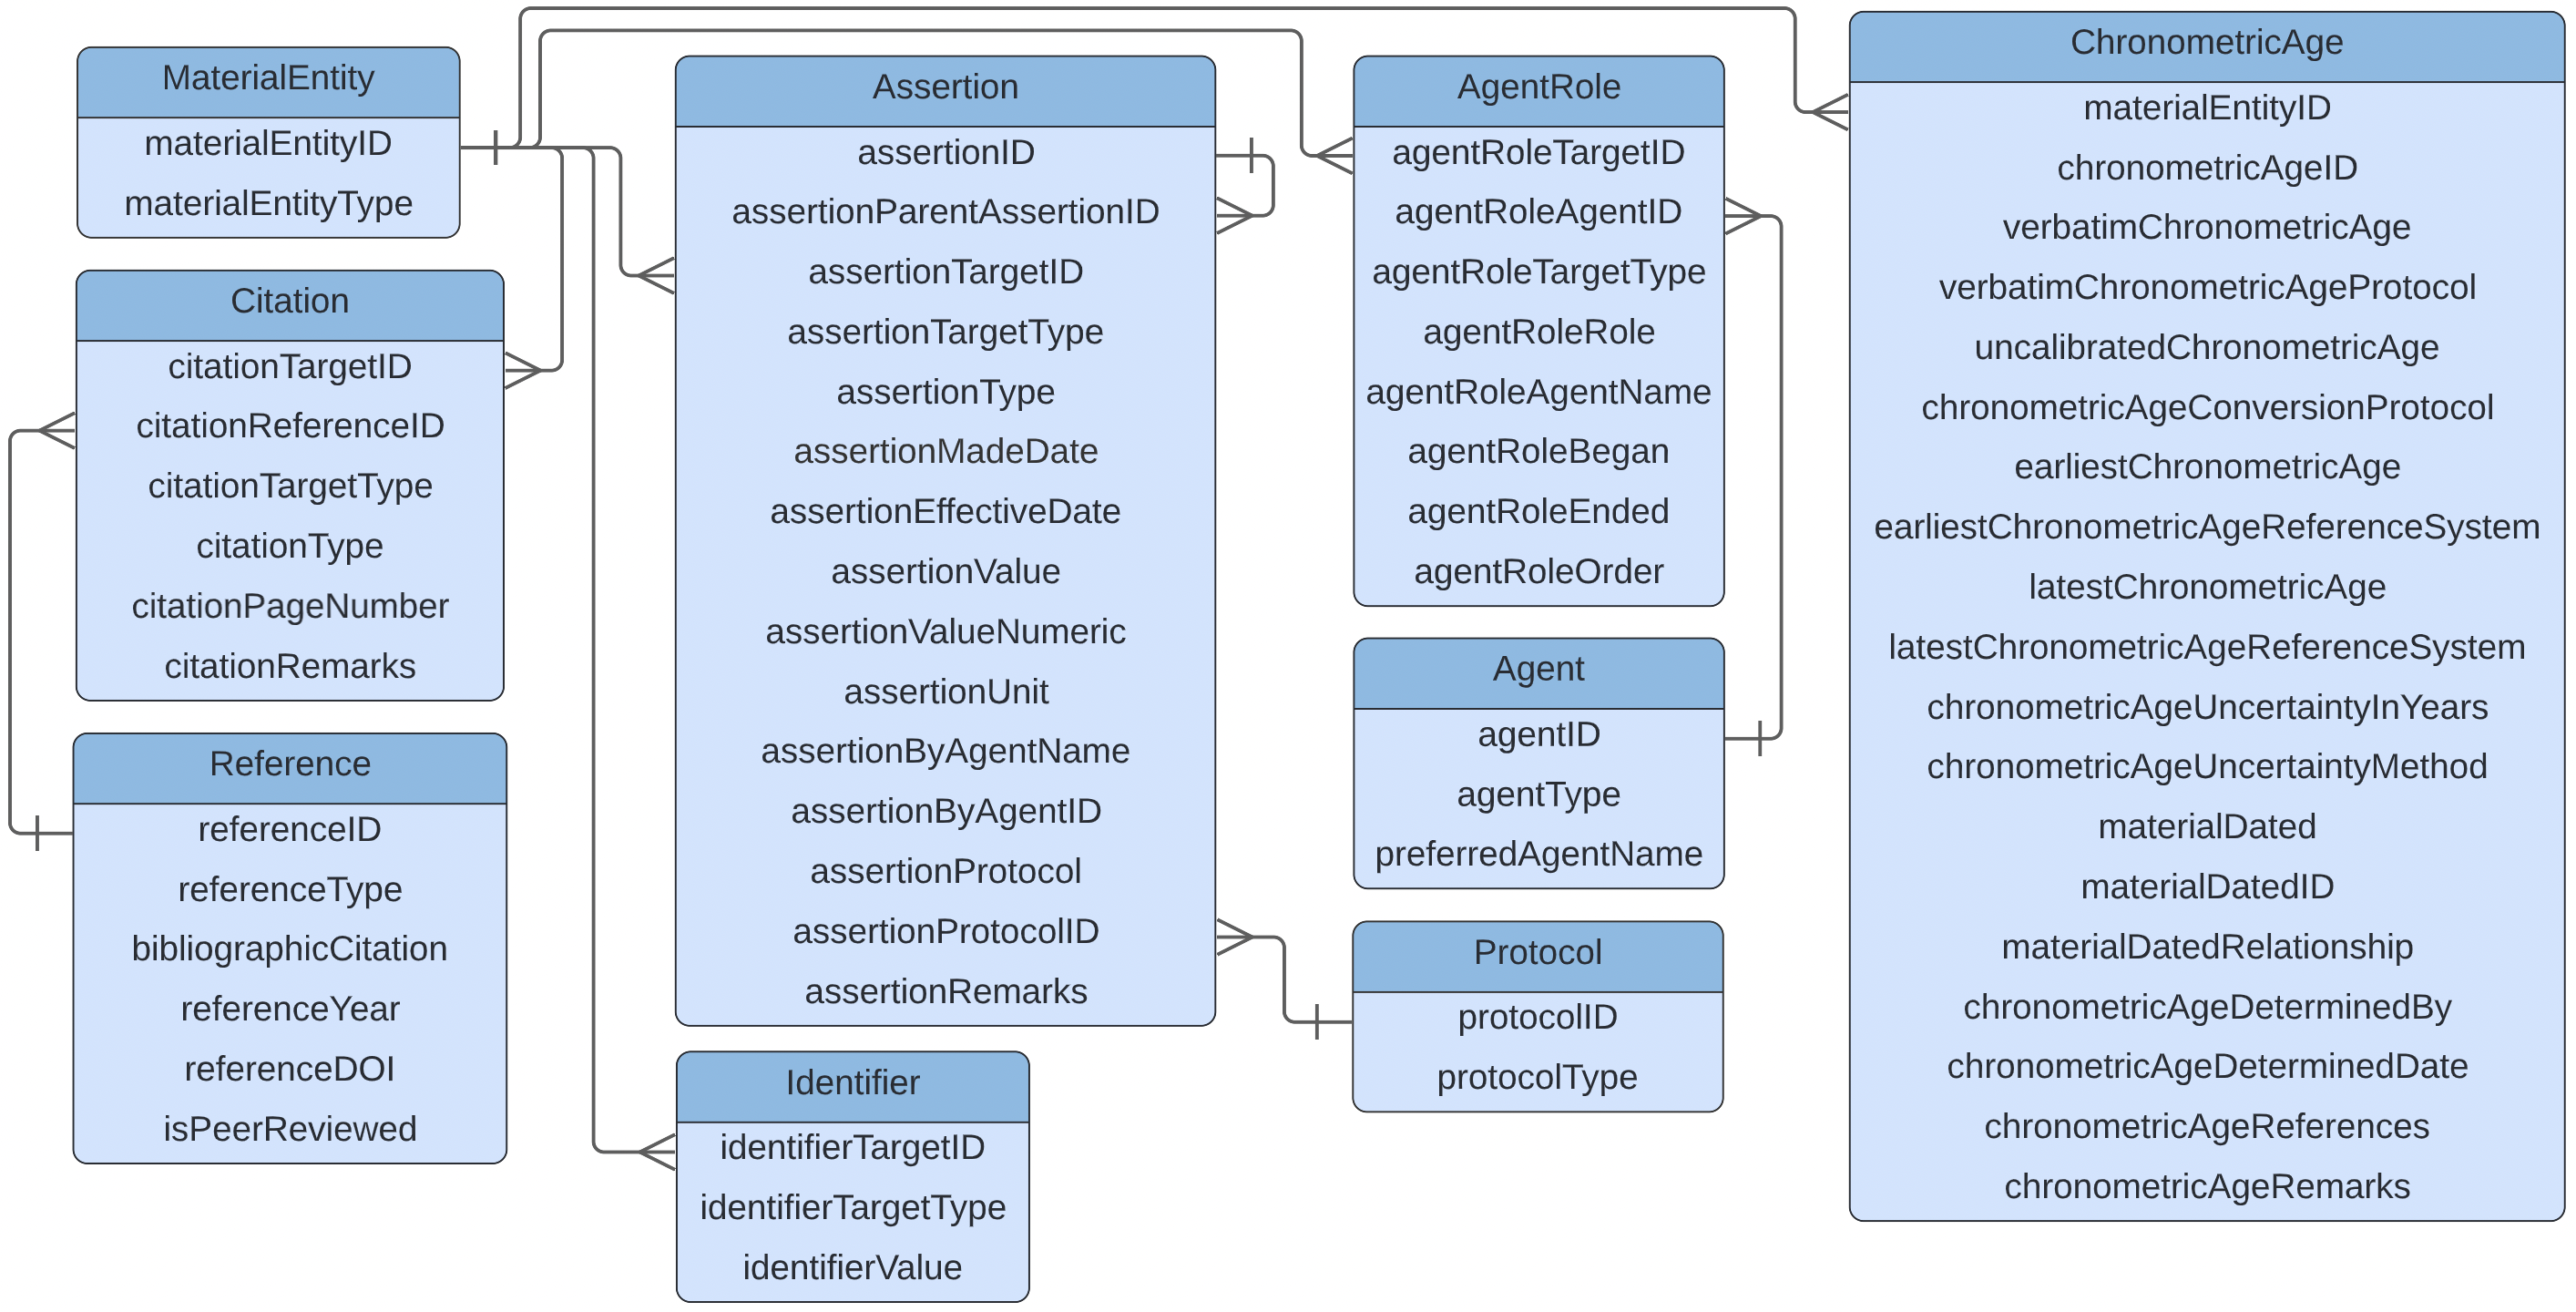 MaterialEntity
materialEntityID
materialEntityType
Citation
citationTargetID
citationReferenceID
citationTargetType
citationType
citationPageNumber
citationRemarks
Reference
referenceID
referenceType
bibliographicCitation
referenceYear
referenceDOI
isPeerReviewed
Assertion
assertionID
assertionParentAssertionID
assertionTargetID
assertionTargetType
assertionType
assertionMadeDate
assertionEffectiveDate
assertionValue
assertionValueNumeric
assertionUnit
assertionByAgentName
assertionByAgentID
assertionProtocol
assertionProtocolID
assertionRemarks
Identifier
identifierTargetID
identifierTargetType
identifierValue
AgentRole
agentRoleTargetID
agentRoleAgentID
agentRoleTargetType
agentRoleRole
agentRoleAgentName
agentRoleBegan
agentRoleEnded
agentRoleOrder
Agent
agentID
agentType
preferredAgentName
Protocol
protocolID
protocolType
ChronometricAge
materialEntityID
chronometricAgeID
verbatimChronometricAge
verbatimChronometricAgeProtocol
uncalibratedChronometricAge
chronometricAgeConversionProtocol
earliestChronometricAge
earliestChronometricAgeReferenceSystem
latestChronometricAge
latestChronometricAgeReferenceSystem
chronometricAgeUncertaintyInYears
chronometricAgeUncertaintyMethod
materialDated
materialDatedID
materialDatedRelationship
chronometricAgeDeterminedBy
chronometricAgeDeterminedDate
chronometricAgeReferences
chronometricAgeRemarks